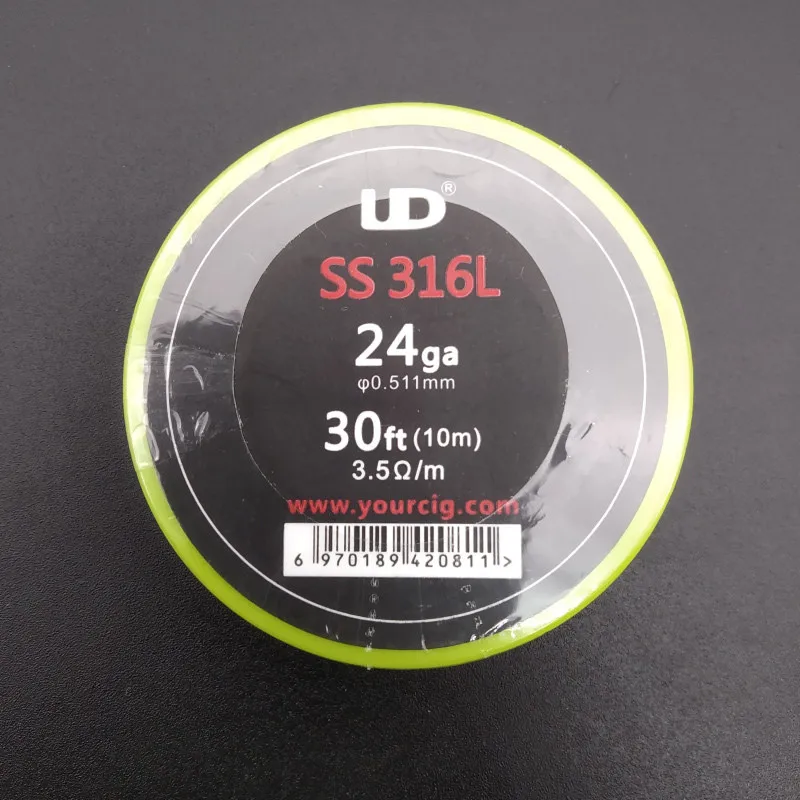 UD®
SS 316L
24ga
φ0.511mm
30ft (10m)
3.5Ω/m
www.yourcig.com
6 970189 420811 >